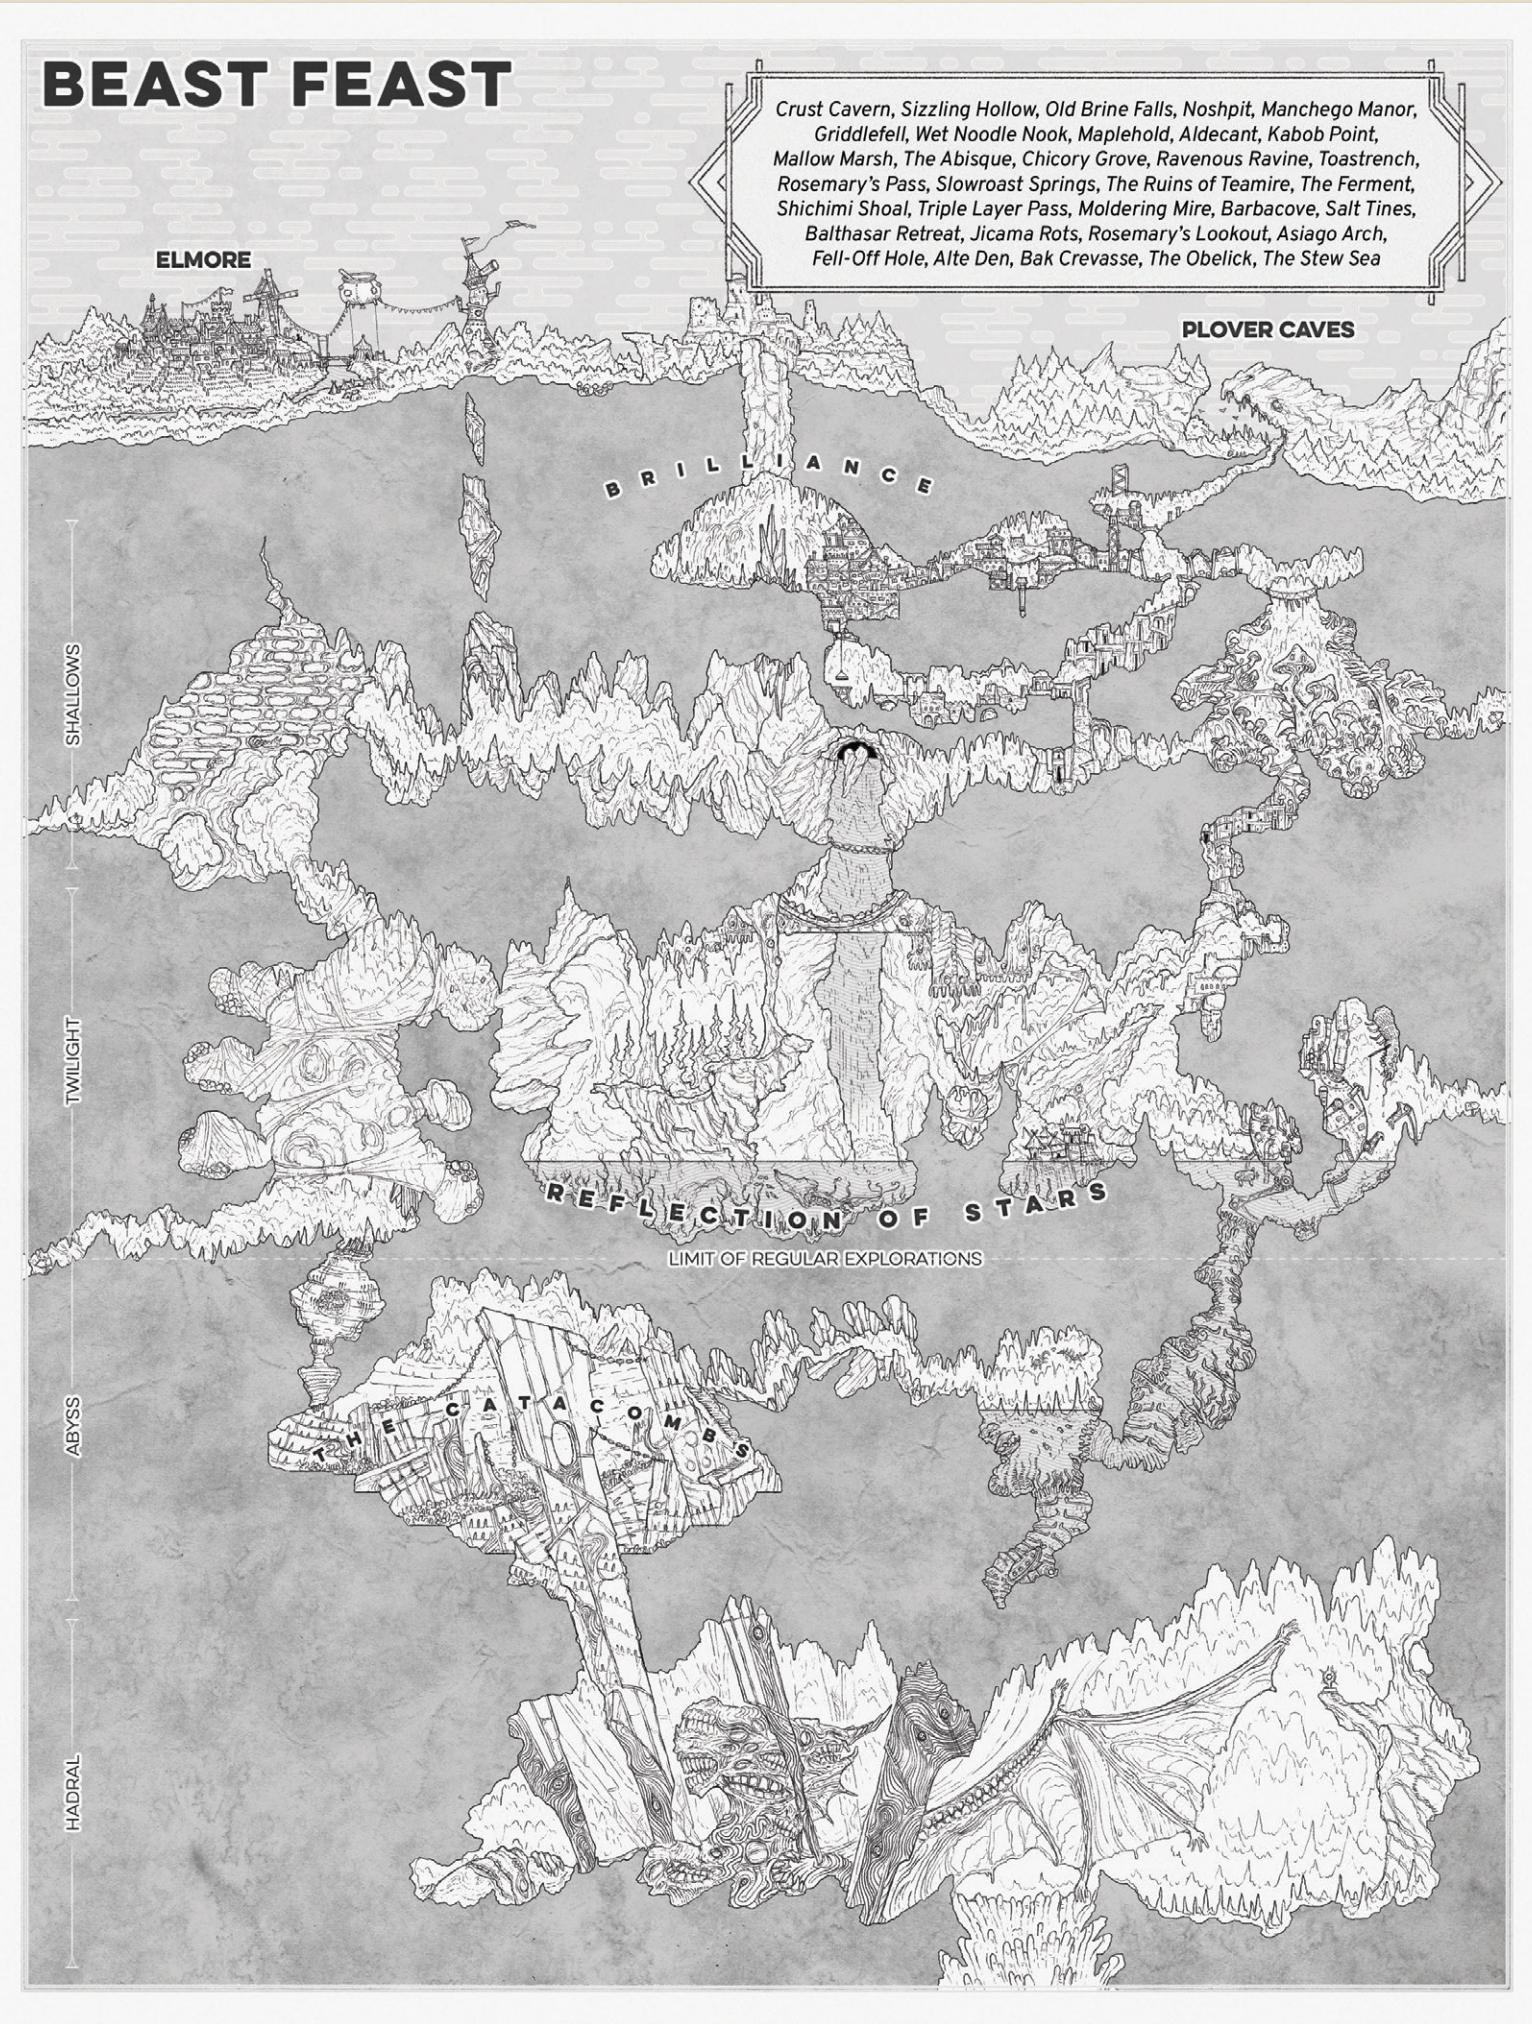 BEAST FEAST
Crust Cavern, Sizzling Hollow, Old Brine Falls, Noshpit, Manchego Manor,
Griddlefell, Wet Noodle Nook, Maplehold, Aldecant, Kabob Point,
Mallow Marsh, The Abisque, Chicory Grove, Ravenous Ravine, Toastrench,
Rosemary's Pass, Slowroast Springs, The Ruins of Teamire, The Ferment,
Shichimi Shoal, Triple Layer Pass, Moldering Mire, Barbacove, Salt Tines,
Balthasar Retreat, Jicama Rots, Rosemary's Lookout, Asiago Arch,
Fell-Off Hole, Alte Den, Bak Crevasse, The Obelick, The Stew Sea
ELMORE
PLOVER CAVES
BRILLIANCE
SHALLOWS
TWILIGHT
REFLECTION OF STARS
LIMIT OF REGULAR EXPLORATIONS
THE CATACOMBS
ABYSS
HADRAL